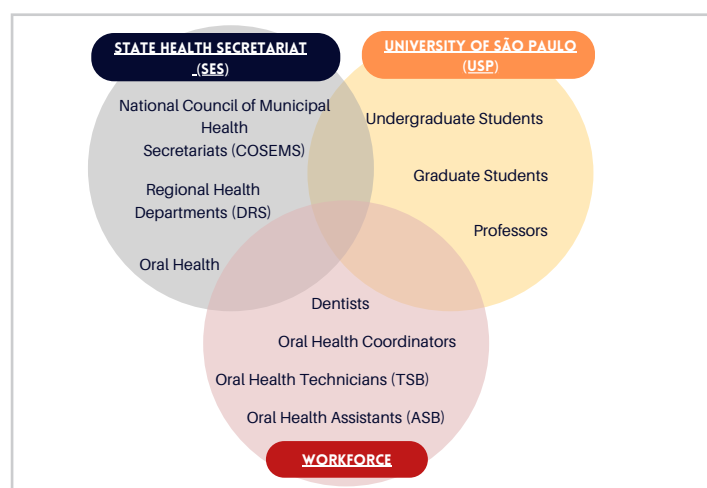 STATE HEALTH SECRETARIAT
(SES)
National Council of Municipal
Health
Secretariats (COSEMS)
Regional Health
Departments (DRS)
Oral Health
UNIVERSITY OF SÃO PAULO
(USP)
Undergraduate Students
Graduate Students
Professors
Dentists
Oral Health Coordinators
Oral Health Technicians (TSB)
Oral Health Assistants (ASB)
WORKFORCE